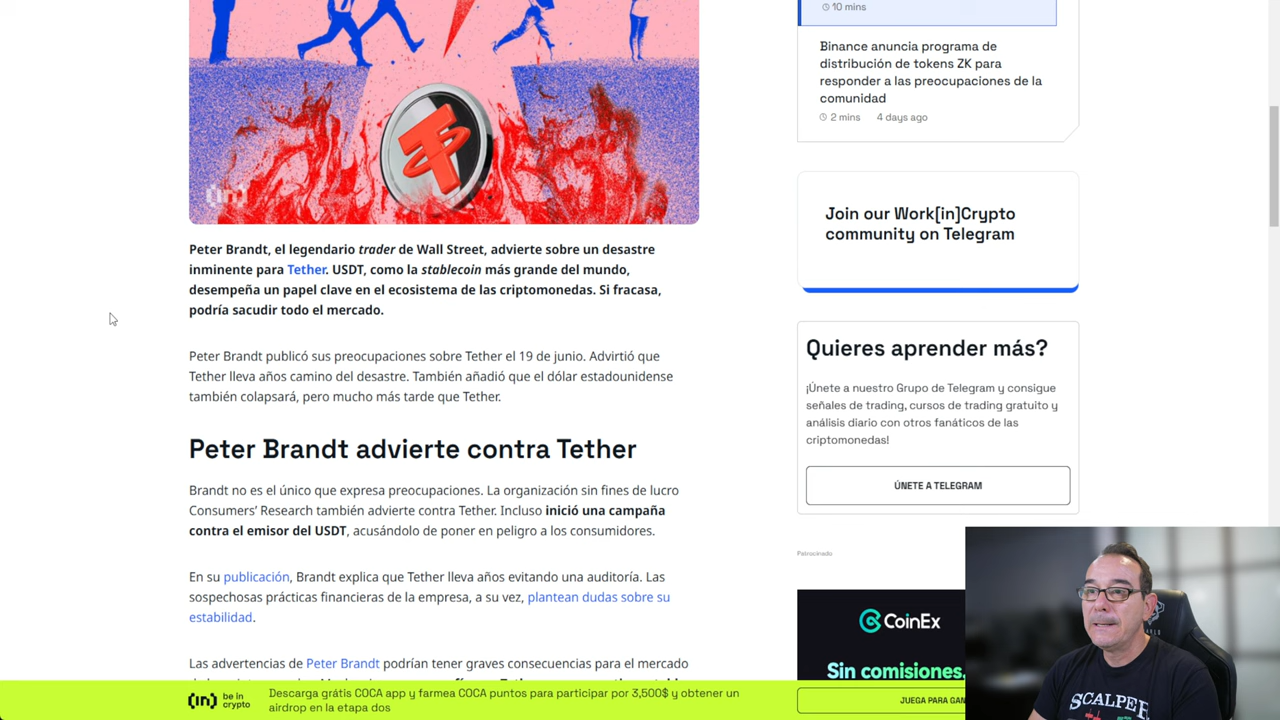 10 mins
Binance anuncia programa de
distribución de tokens ZK para
responder a las preocupaciones de la
comunidad
2 mins 4 days ago
Join our Work[in]Crypto
community on Telegram
(in)
Peter Brandt, el legendario trader de Wall Street, advierte sobre un desastre
inminente para Tether. USDT, como la stablecoin más grande del mundo,
desempeña un papel clave en el ecosistema de las criptomonedas. Si fracasa,
podría sacudir todo el mercado.
Peter Brandt publicó sus preocupaciones sobre Tether el 19 de junio. Advirtió que
Tether lleva años camino del desastre. También añadió que el dólar estadounidense
también colapsará, pero mucho más tarde que Tether.
Peter Brandt advierte contra Tether
Brandt no es el único que expresa preocupaciones. La organización sin fines de lucro
Consumers’ Research también advierte contra Tether. Incluso inició una campaña
contra el emisor del USDT, acusándolo de poner en peligro a los consumidores.
En su publicación, Brandt explica que Tether lleva años evitando una auditoría. Las
sospechosas prácticas financieras de la empresa, a su vez, plantean dudas sobre su
estabilidad.
Las advertencias de Peter Brandt podrían tener graves consecuencias para el mercado
Quieres aprender más?
¡Únete a nuestro Grupo de Telegram y consigue
señales de trading, cursos de trading gratuito y
análisis diario con otros fanáticos de las
criptomonedas!
ÚNETE A TELEGRAM
Patrocinado
CoinEx
Sin comisiones.
SCALPER
(in) be in
crypto
Descarga grátis COCA app y farmea COCA puntos para participar por 3,500$ y obtener un
airdrop en la etapa dos
JUEGA PARA GAN